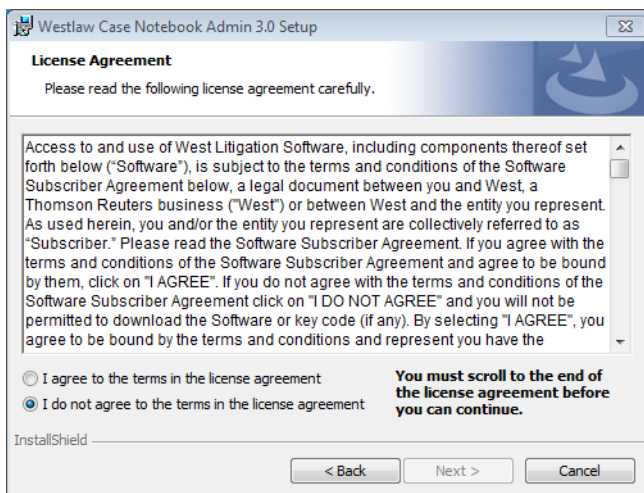 Westlaw Case Notebook Admin 3.0 Setup
License Agreement
Please read the following license agreement carefully.
Access to and use of West Litigation Software, including components thereof set
forth below (“Software”), is subject to the terms and conditions of the Software
Subscriber Agreement below, a legal document between you and West, a
Thomson Reuters business ("West") or between West and the entity you represent.
As used herein, you and/or the entity you represent are collectively referred to as
“Subscriber.” Please read the Software Subscriber Agreement. If you agree with the
terms and conditions of the Software Subscriber Agreement and agree to be bound
by them, click on "I AGREE". If you do not agree with the terms and conditions of the
Software Subscriber Agreement click on "I DO NOT AGREE" and you will not be
permitted to download the Software or key code (if any). By selecting "I AGREE", you
agree to be bound by the terms and conditions and represent you have the
I agree to the terms in the license agreement
I do not agree to the terms in the license agreement
You must scroll to the end of
the license agreement before
you can continue.
InstallShield
< Back
Next >
Cancel